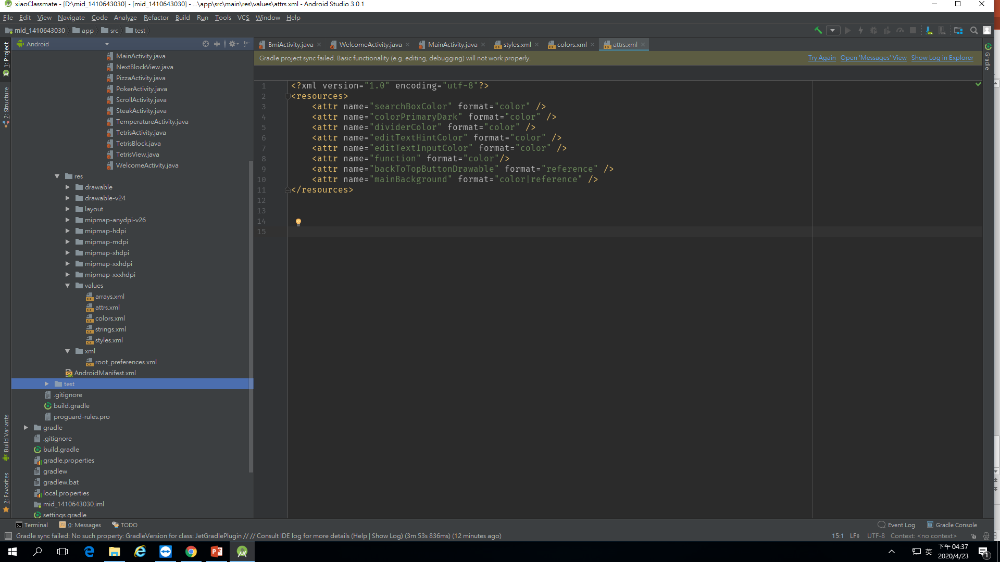 xiaoClassmate - [D:\mid_1410643030] - [mid_1410643030] - ...\app\src\main\res\values\attrs.xml - Android Studio 3.0.1
File Edit View Navigate Code Analyze Refactor Build Run Tools VCS Window Help
mid_1410643030 app src test
Android
1: Project
7: Structure
Build Variants
2: Favorites
MainActivity.java
NextBlockView.java
PizzaActivity.java
PokerActivity.java
ScrollActivity.java
SteakActivity.java
TemperatureActivity.java
TetrisActivity.java
TetrisBlock.java
TetrisView.java
WelcomeActivity.java
res
drawable
drawable-v24
layout
mipmap-anydpi-v26
mipmap-hdpi
mipmap-mdpi
mipmap-xhdpi
mipmap-xxhdpi
mipmap-xxxhdpi
values
arrays.xml
attrs.xml
colors.xml
strings.xml
styles.xml
xml
root_preferences.xml
AndroidManifest.xml
test
.gitignore
build.gradle
proguard-rules.pro
gradle
.gitignore
build.gradle
gradle.properties
gradlew
gradlew.bat
local.properties
mid_1410643030.iml
settings.gradle
BmiActivity.java WelcomeActivity.java MainActivity.java styles.xml colors.xml attrs.xml
Gradle project sync failed. Basic functionality (e.g. editing, debugging) will not work properly. Try Again Open 'Messages' View Show Log in Explorer
Gradle
1 <?xml version="1.0" encoding="utf-8"?>
2 <resources>
3 <attr name="searchBoxColor" format="color" />
4 <attr name="colorPrimaryDark" format="color" />
5 <attr name="dividerColor" format="color" />
6 <attr name="editTextHintColor" format="color" />
7 <attr name="editTextInputColor" format="color" />
8 <attr name="function" format="color"/>
9 <attr name="backToTopButtonDrawable" format="reference" />
10 <attr name="mainBackground" format="color|reference" />
11 </resources>
12
13
14
15
Terminal 0: Messages TODO Event Log Gradle Console
Gradle sync failed: No such property: GradleVersion for class: JetGradlePlugin // // Consult IDE log for more details (Help | Show Log) (3m 53s 836ms) (12 minutes ago) 15:1 LF UTF-8 Context: <no context>
英
下午 04:37
2020/4/23
1